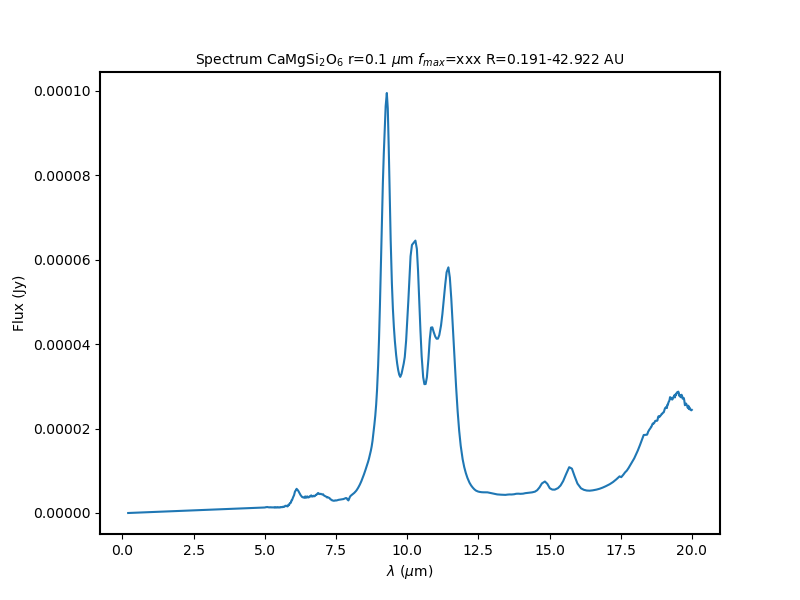 Spectrum CaMgSi₂O₆ r=0.1 μm fₘₐₓ=xxx R=0.191-42.922 AU
0.00010
0.00008
0.00006
0.00004
0.00002
0.00000
Flux (Jy)
0.0 2.5 5.0 7.5 10.0 12.5 15.0 17.5 20.0
λ (μm)